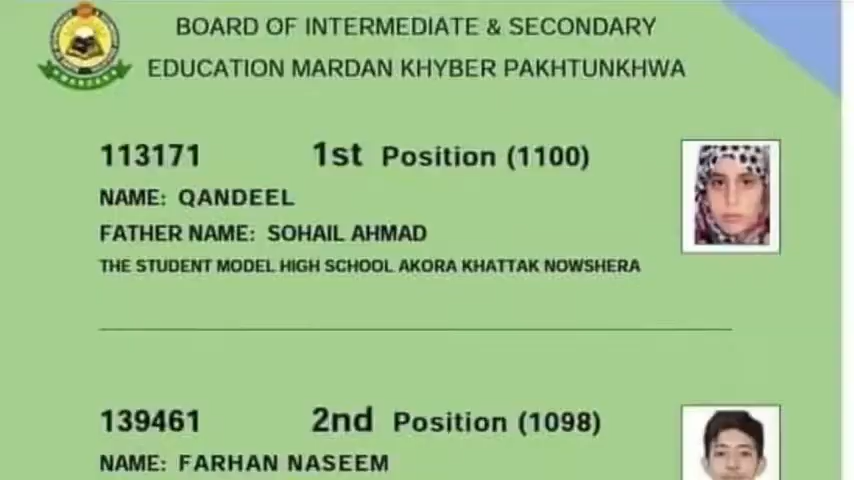 BOARD OF INTERMEDIATE & SECONDARY
EDUCATION MARDAN KHYBER PAKHTUNKHWA
113171 1st Position (1100)
NAME: QANDEEL
FATHER NAME: SOHAIL AHMAD
THE STUDENT MODEL HIGH SCHOOL AKORA KHATTAK NOWSHERA
139461 2nd Position (1098)
NAME: FARHAN NASEEM